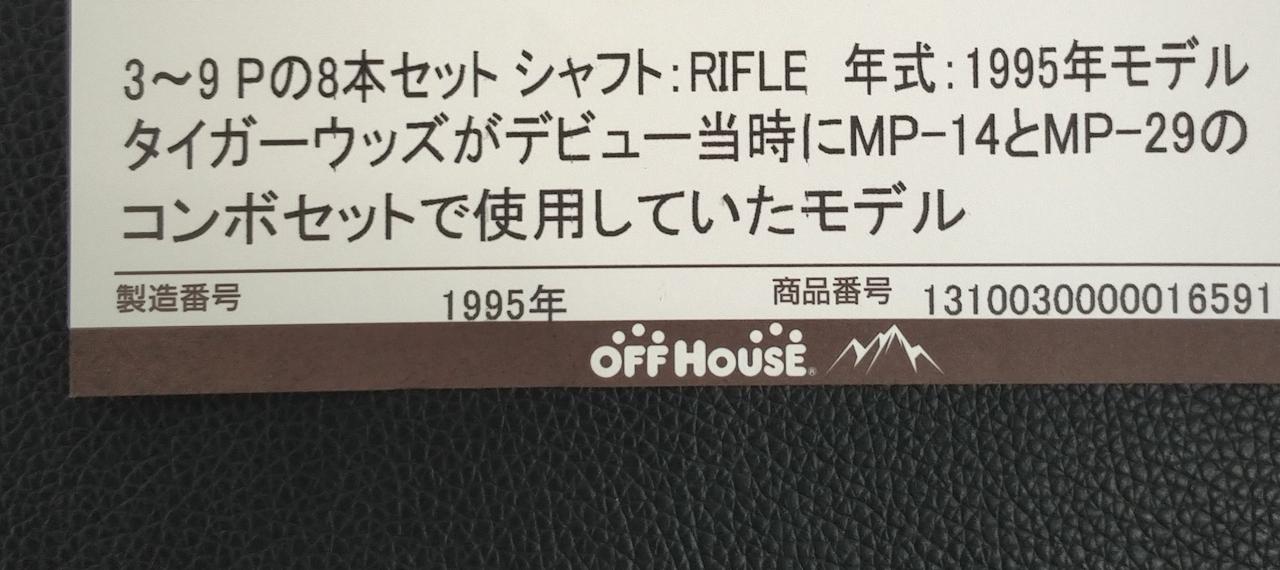 3～9 Pの8本セット シャフト:RIFLE 年式:1995年モデル
タイガーウッズがデビュー当時にMP-14とMP-29の
コンボセットで使用していたモデル
製造番号 1995年 商品番号 1310030000016591
OFF HOUSE®